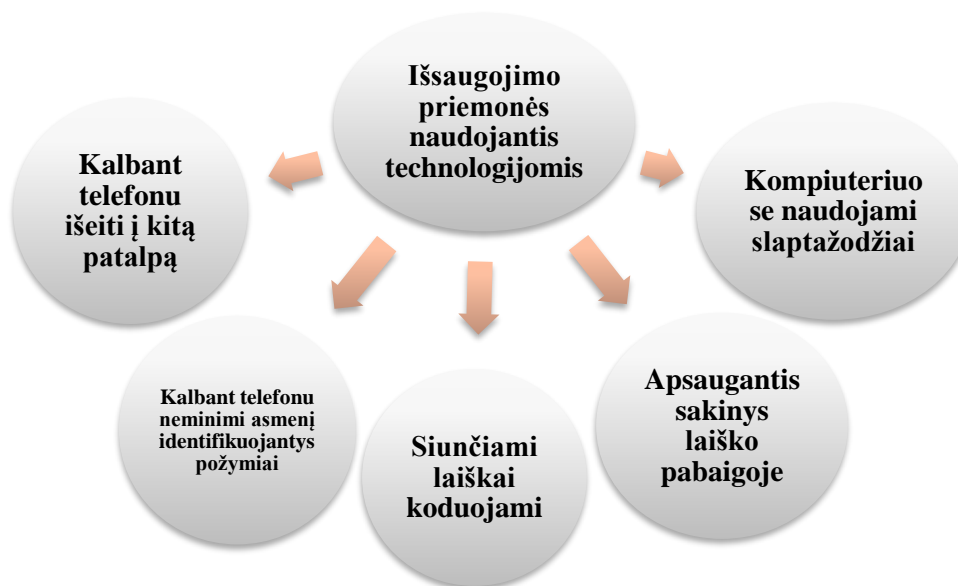 Išsaugojimo
priemonės
naudojantis
technologijomis
Kalbant
telefonu
išeiti į kitą
patalpą
Kalbant telefonu
neminimi asmenį
identifikuojantys
požymiai
Siunčiami
laiškai
koduojami
Apsaugantis
sakinys
laiško
pabaigoje
Kompiuteriuo
se naudojami
slaptažodžiai